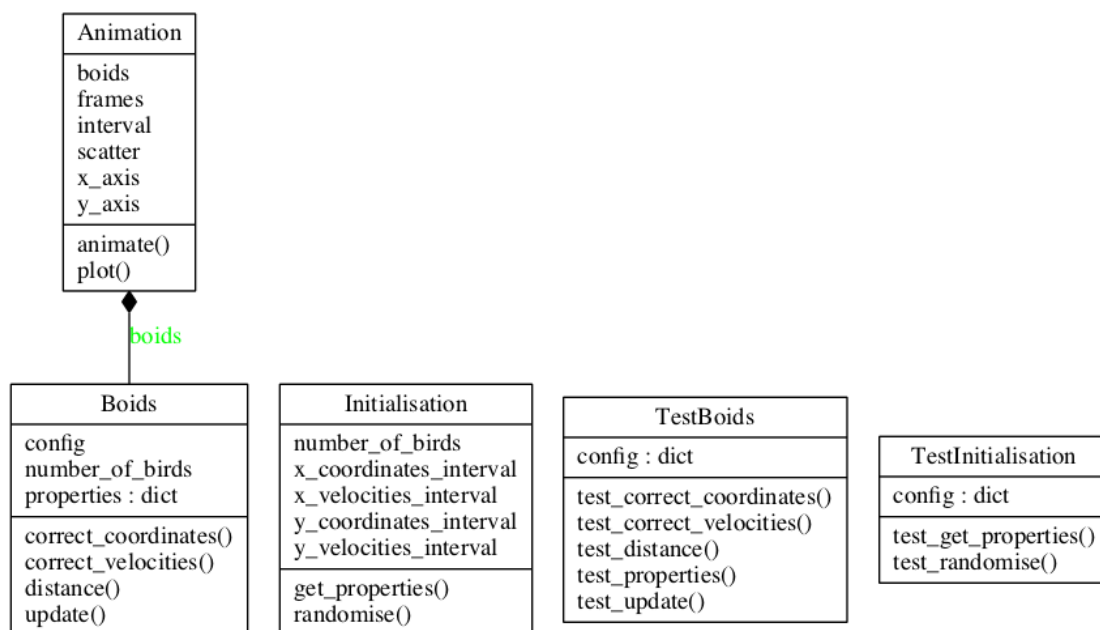 Animation
boids
frames
interval
scatter
x_axis
y_axis
animate()
plot()
boids
Boids
config
number_of_birds
properties : dict
correct_coordinates()
correct_velocities()
distance()
update()
Initialisation
number_of_birds
x_coordinates_interval
x_velocities_interval
y_coordinates_interval
y_velocities_interval
get_properties()
randomise()
TestBoids
config : dict
test_correct_coordinates()
test_correct_velocities()
test_distance()
test_properties()
test_update()
TestInitialisation
config : dict
test_get_properties()
test_randomise()